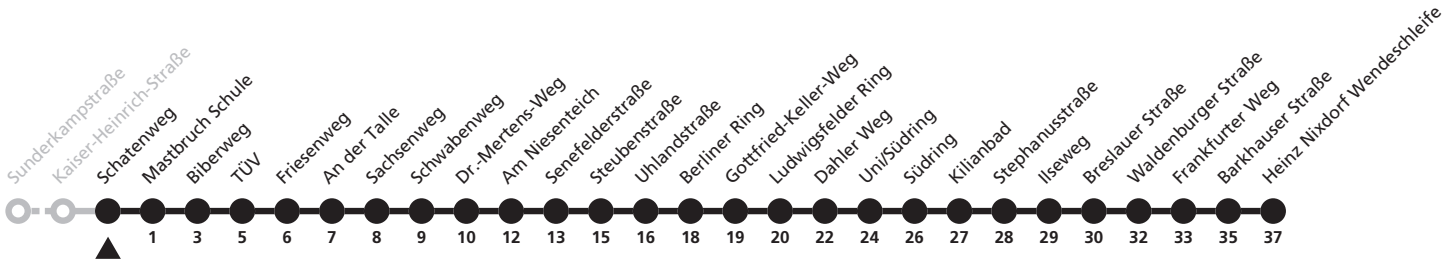 Sunderkampstraße
Kaiser-Heinrich-Straße
Schatenweg
Mastbruch Schule
Biberweg
TÜV
Friesenweg
An der Talle
Sachsenweg
Schwabenweg
Dr.-Mertens-Weg
Am Niesenteich
Senefelderstraße
Steubenstraße
Uhlandstraße
Berliner Ring
Gottfried-Keller-Weg
Ludwigsfelder Ring
Dahler Weg
Uni/Südring
Südring
Kilianbad
Stephanusstraße
Ilseweg
Breslauer Straße
Waldenburger Straße
Frankfurter Weg
Barkhauser Straße
Heinz Nixdorf Wendeschleife
1 3 5 6 7 8 9 10 12 13 15 16 18 19 20 22 24 26 27 28 29 30 32 33 35 37